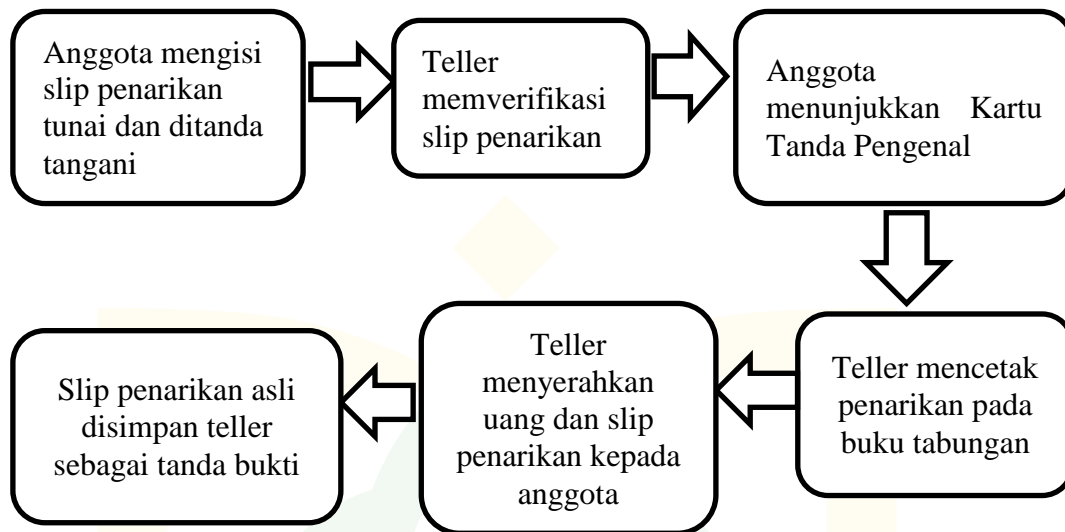 Anggota mengisi
slip penarikan
tunai dan ditanda
tangani
Teller
memverifikasi
slip penarikan
Anggota
menunjukkan Kartu
Tanda Pengenal
Teller mencetak
penarikan pada
buku tabungan
Teller
menyerahkan
uang dan slip
penarikan kepada
anggota
Slip penarikan asli
disimpan teller
sebagai tanda bukti